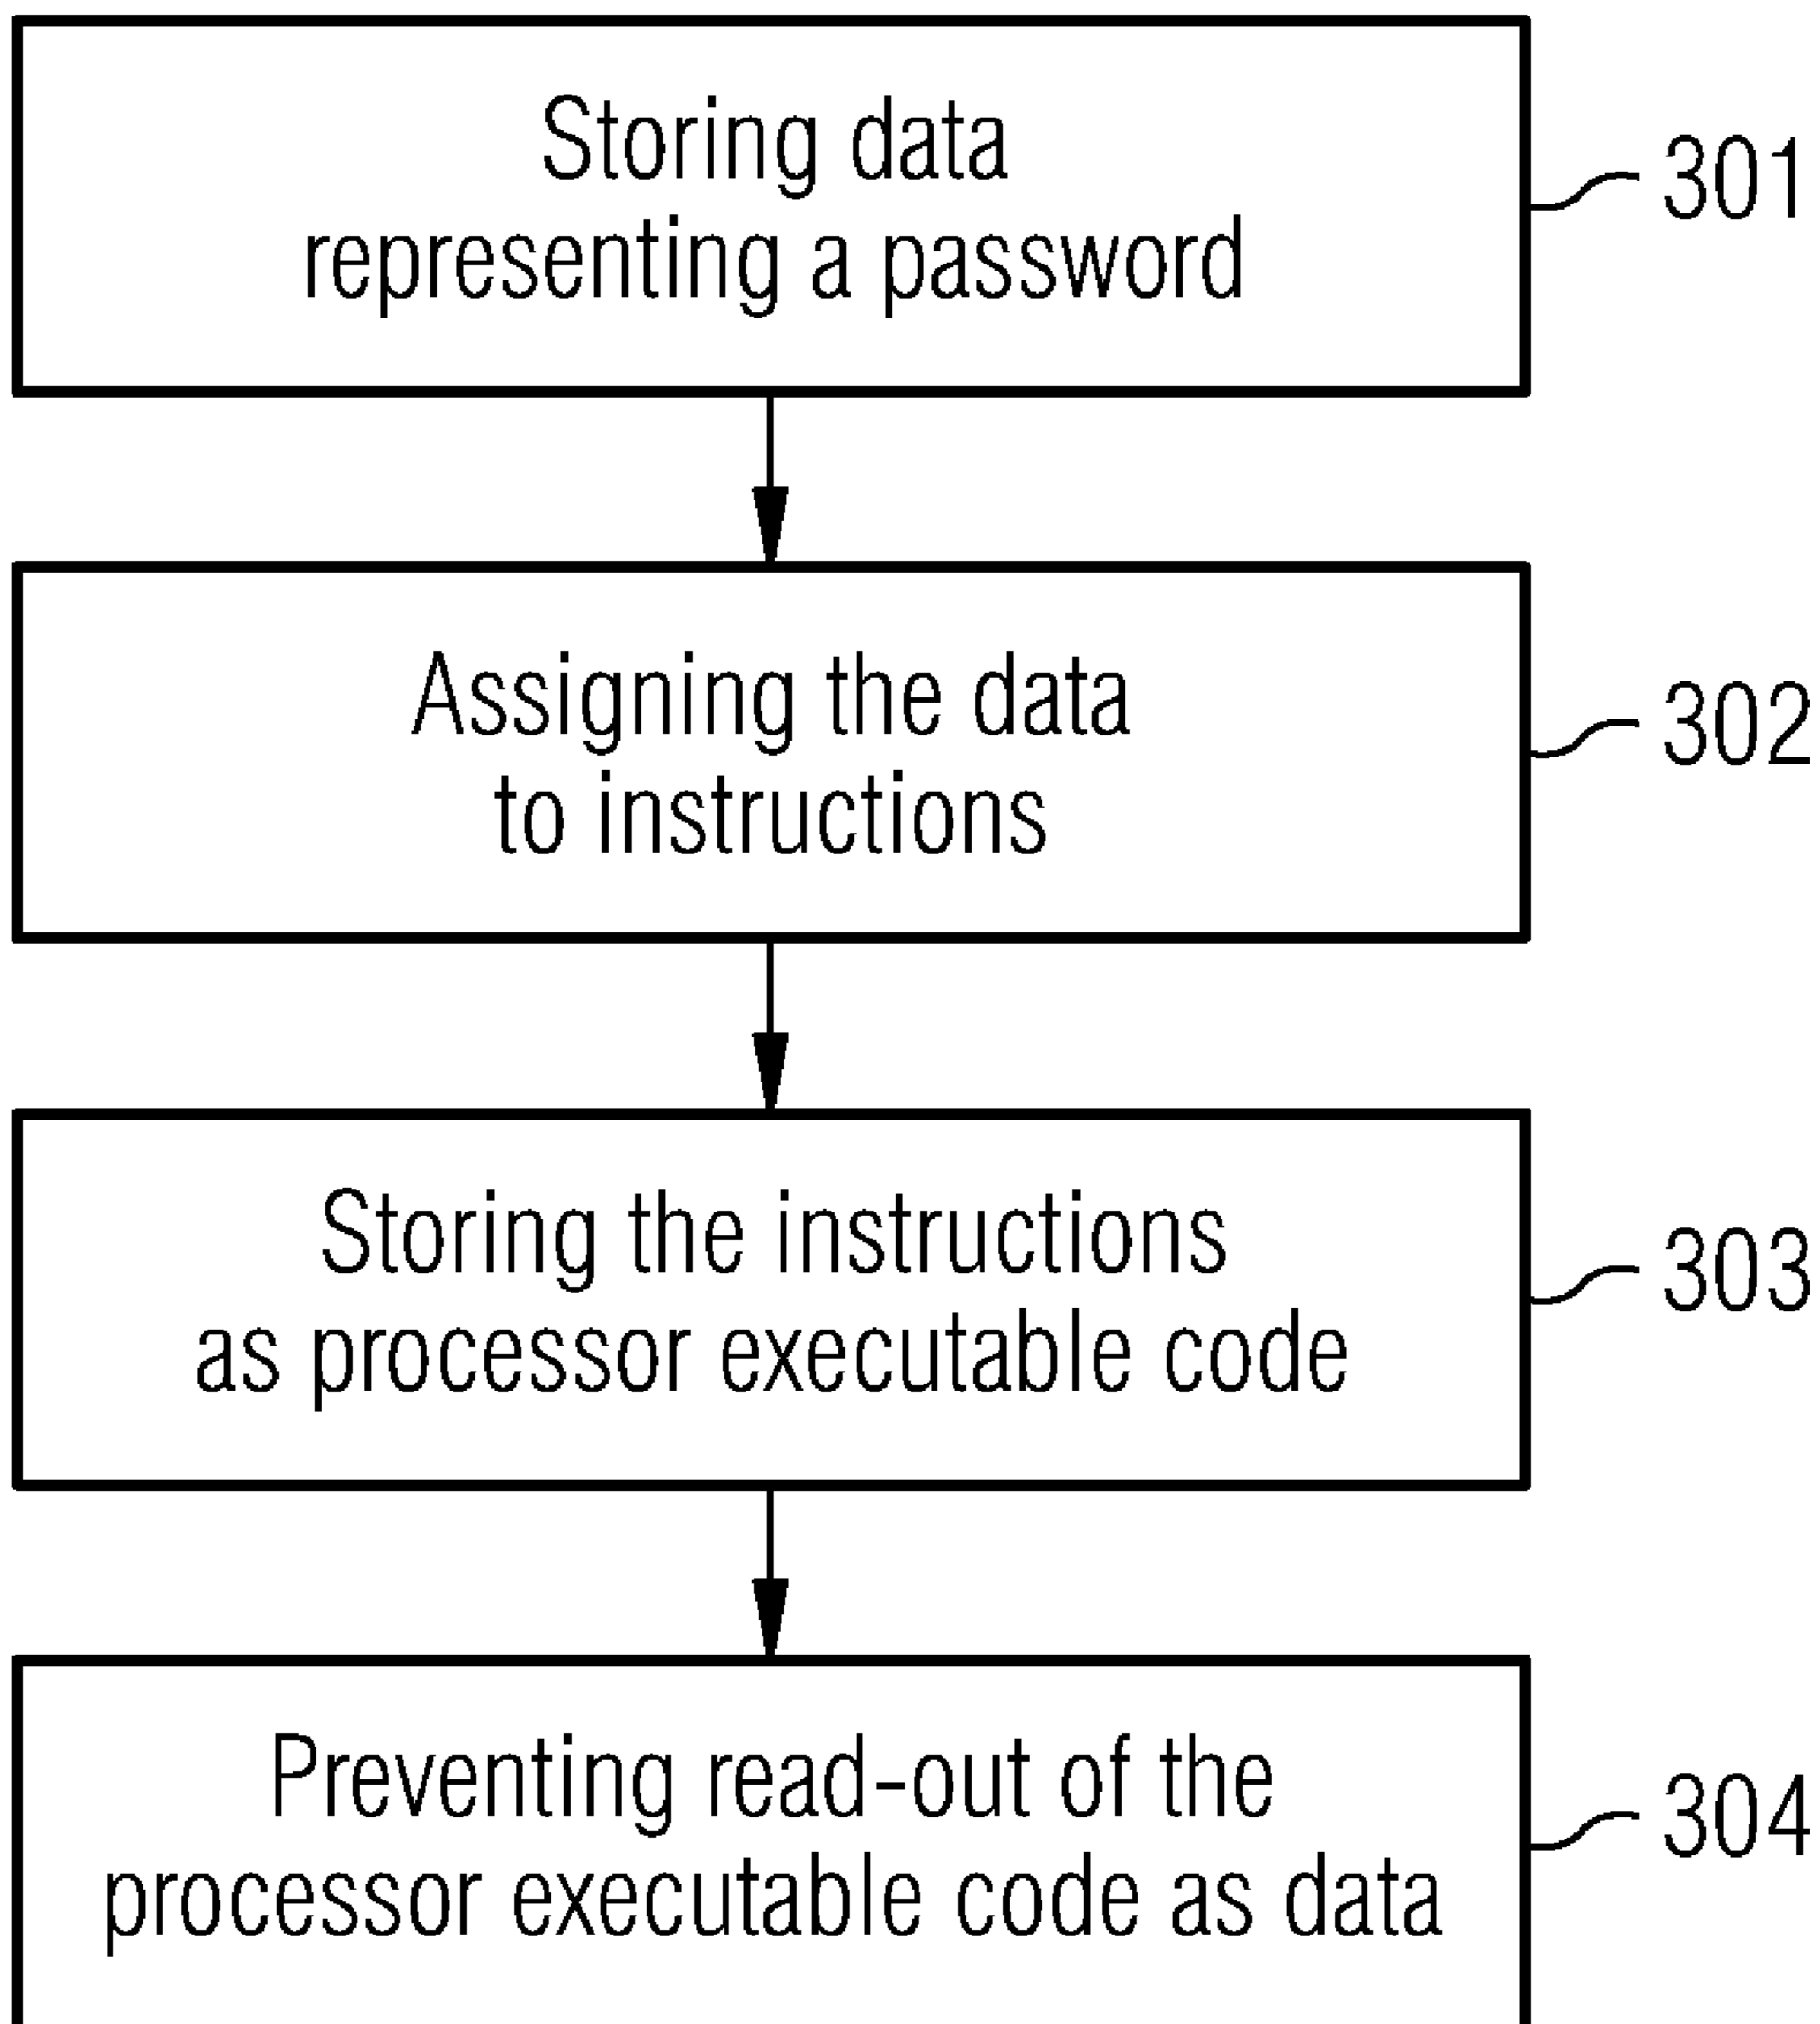 Storing data
representing a password
301
Assigning the data
to instructions
302
Storing the instructions
as processor executable code
303
Preventing read-out of the
processor executable code as data
304